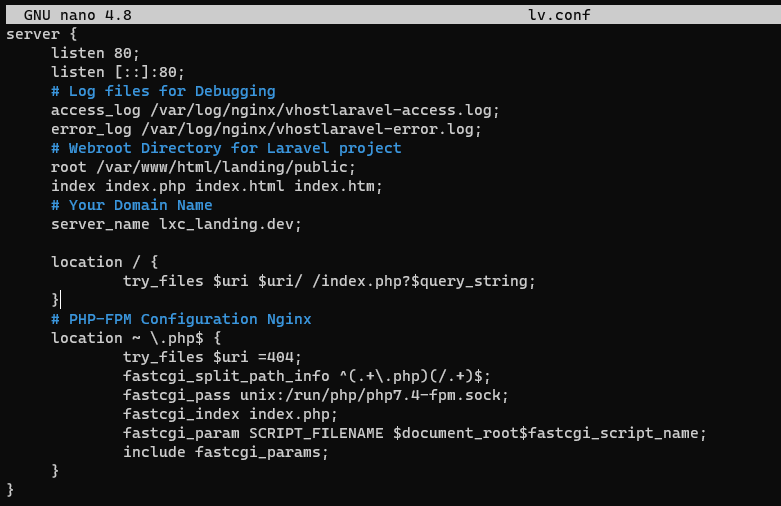 GNU nano 4.8 lv.conf
server {
listen 80;
listen [::]:80;
# Log files for Debugging
access_log /var/log/nginx/vhostlaravel-access.log;
error_log /var/log/nginx/vhostlaravel-error.log;
# Webroot Directory for Laravel project
root /var/www/html/landing/public;
index index.php index.html index.htm;
# Your Domain Name
server_name lxc_landing.dev;
location / {
try_files $uri $uri/ /index.php?$query_string;
}
# PHP-FPM Configuration Nginx
location ~ \.php$ {
try_files $uri =404;
fastcgi_split_path_info ^(.+\.php)(/.+)$;
fastcgi_pass unix:/run/php/php7.4-fpm.sock;
fastcgi_index index.php;
fastcgi_param SCRIPT_FILENAME $document_root$fastcgi_script_name;
include fastcgi_params;
}
}